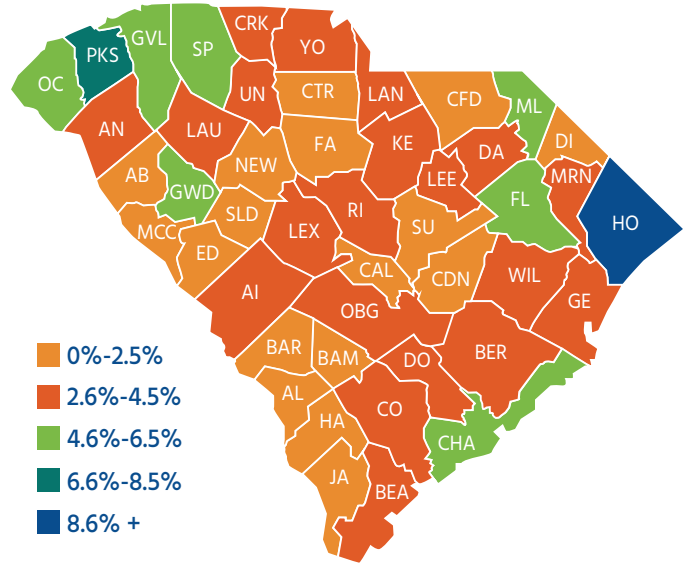 CRK
GVL
YO
SP
PKS
OC
UN
CTR
LAN
CFD
ML
AN
LAU
FA
KE
DA
DI
AB
NEW
LEE
MRN
GWD
FL
MCC
SLD
LEX
RI
SU
HO
ED
CAL
CDN
WIL
AI
OBG
GE
BAR
BAM
DO
BER
AL
HA
CO
CHA
JA
BEA
0%-2.5%
2.6%-4.5%
4.6%-6.5%
6.6%-8.5%
8.6% +